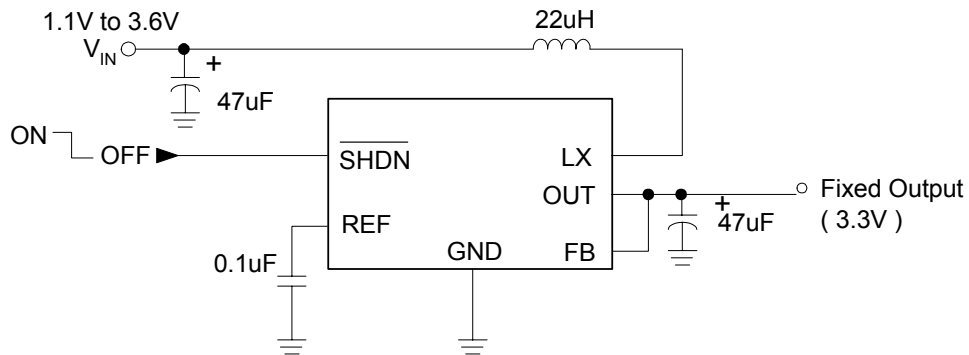 1.1V to 3.6V
22uH
VIN
+
47uF
ON
OFF
SHDN
LX
OUT
Fixed Output
+
47uF
( 3.3V )
REF
GND
FB
0.1uF